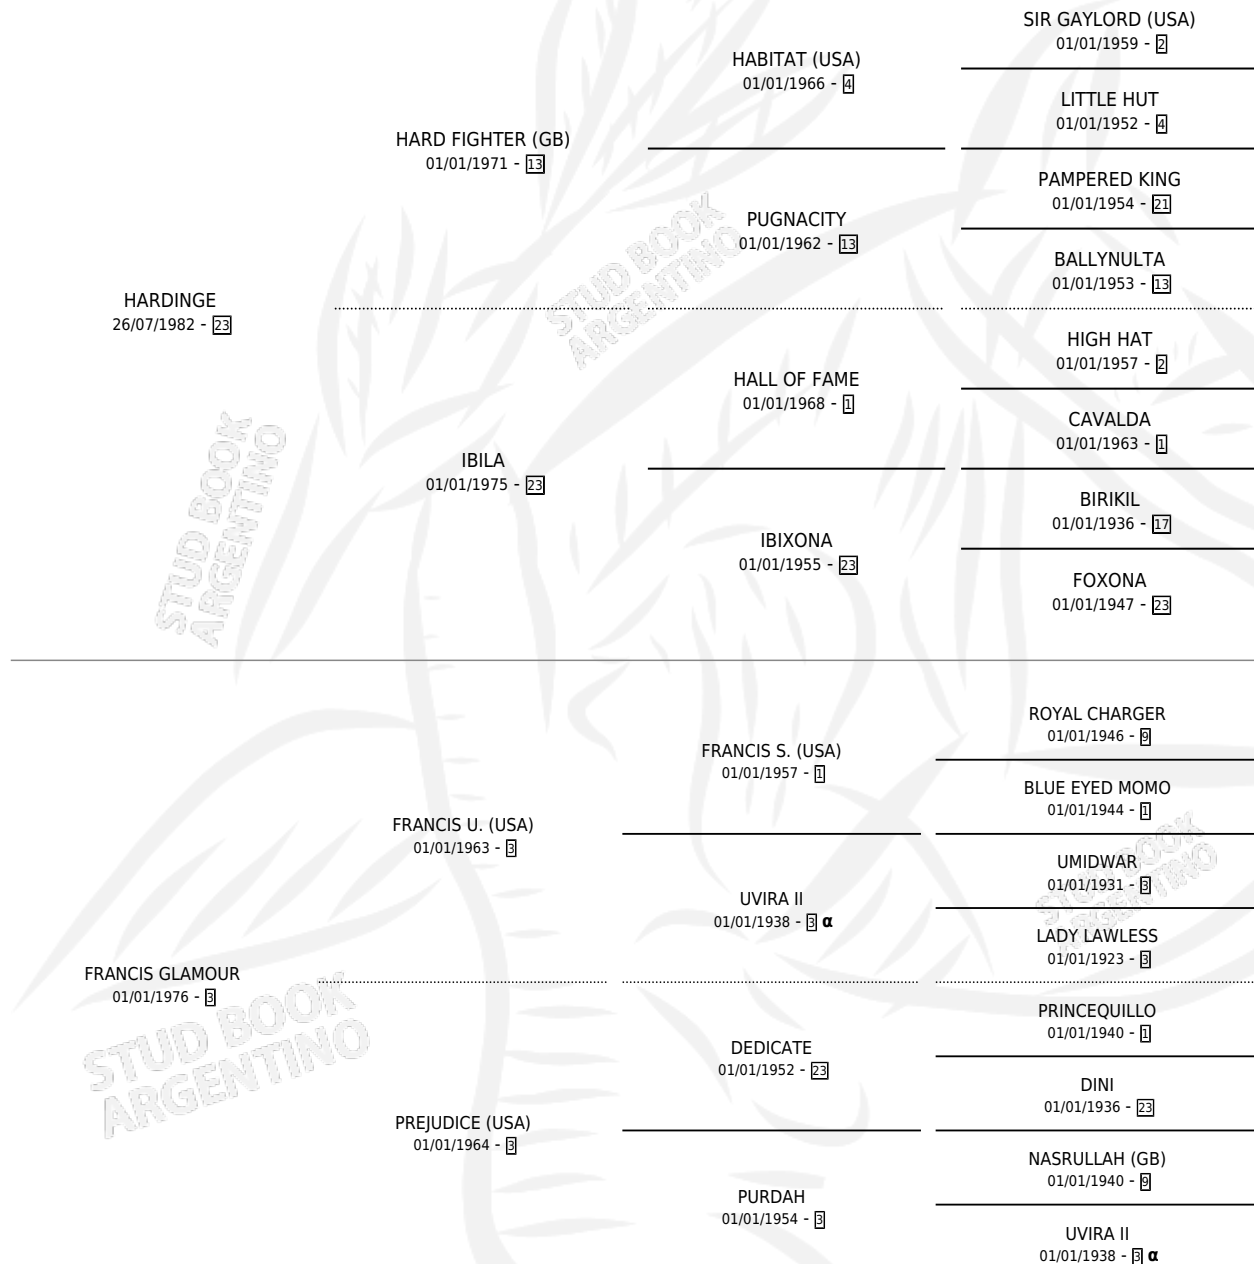 SIR GAYLORD (USA)
01/01/1959 - 2
HABITAT (USA)
01/01/1966 - 4
LITTLE HUT
01/01/1952 - 4
HARD FIGHTER (GB)
01/01/1971 - 13
PAMPERED KING
01/01/1954 - 21
PUGNACITY
01/01/1962 - 13
BALLYNULTA
01/01/1953 - 13
HARDINGE
26/07/1982 - 23
HIGH HAT
01/01/1957 - 2
HALL OF FAME
01/01/1968 - 1
CAVALDA
01/01/1963 - 1
IBILA
01/01/1975 - 23
BIRIKIL
01/01/1936 - 17
IBIXONA
01/01/1955 - 23
FOXONA
01/01/1947 - 23
ROYAL CHARGER
01/01/1946 - 9
FRANCIS S. (USA)
01/01/1957 - 1
BLUE EYED MOMO
01/01/1944 - 1
FRANCIS U. (USA)
01/01/1963 - 3
UMIDWAR
01/01/1931 - 3
UVIRA II
01/01/1938 - 3 α
LADY LAWLESS
01/01/1923 - 3
FRANCIS GLAMOUR
01/01/1976 - 3
PRINCEQUILLO
01/01/1940 - 1
DEDICATE
01/01/1952 - 23
DINI
01/01/1936 - 23
PREJUDICE (USA)
01/01/1964 - 3
NASRULLAH (GB)
01/01/1940 - 9
PURDAH
01/01/1954 - 3
UVIRA II
01/01/1938 - 3 α
STUD BOOK
ARGENTINO
STUD BOOK
ARGENTINO
STUD BOOK
ARGENTINO
STUD BOOK
ARGENTINO